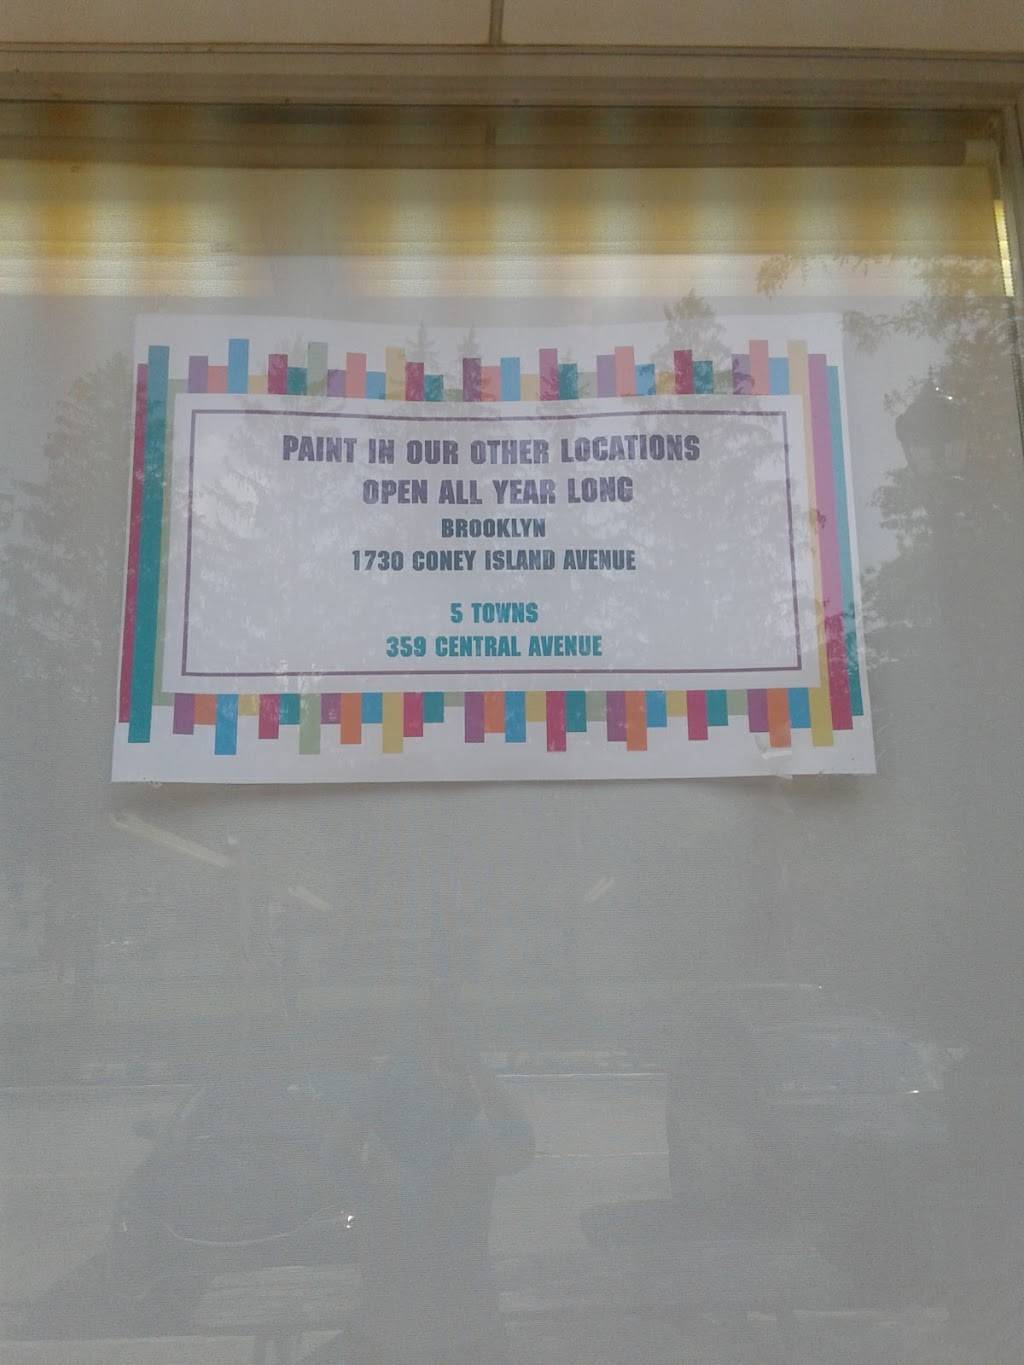 PAINT IN OUR OTHER LOCATIONS
OPEN ALL YEAR LONG
BROOKLYN
1730 CONEY ISLAND AVENUE
5 TOWNS
359 CENTRAL AVENUE